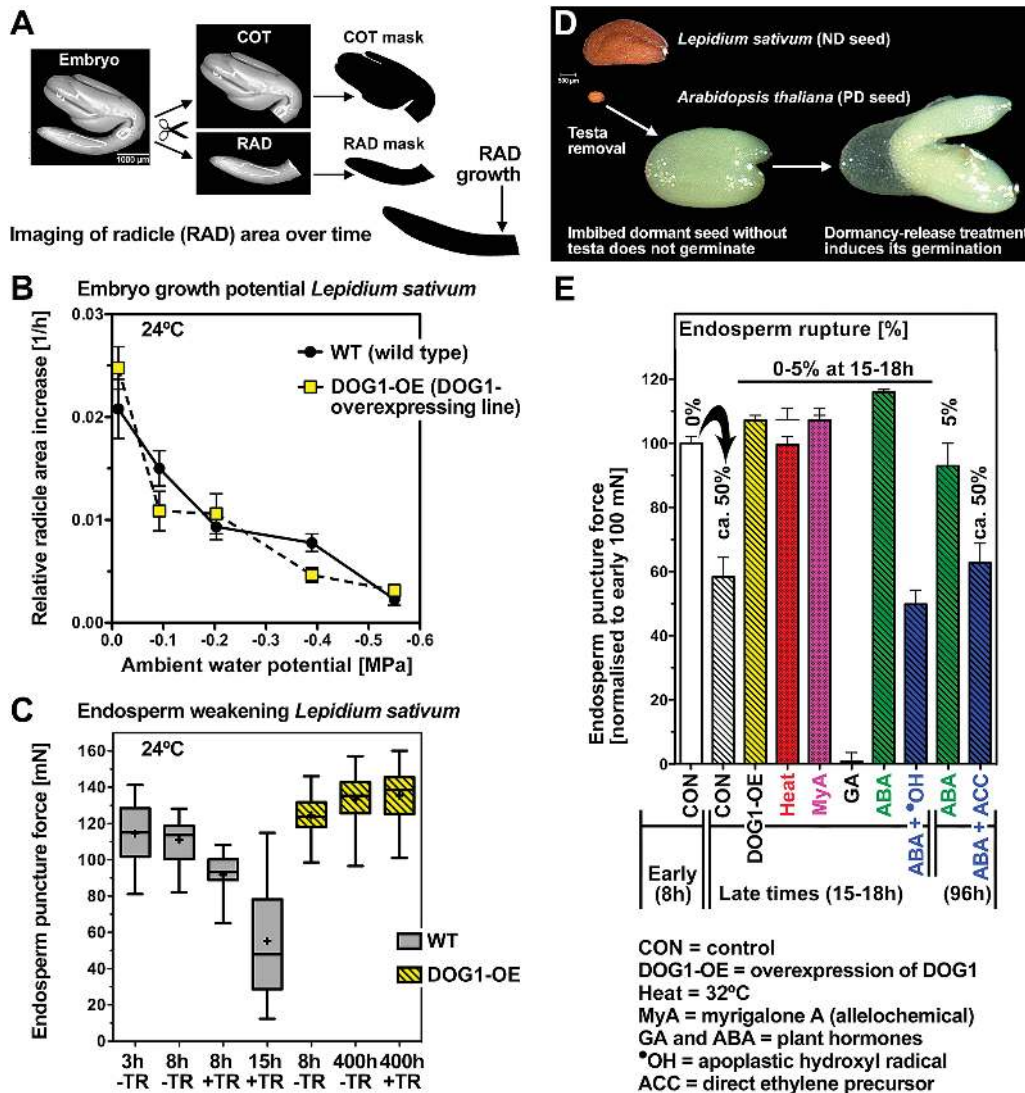 A
Embryo
1000 µm
COT
RAD
COT mask
RAD mask
RAD
growth
Imaging of radicle (RAD) area over time
D
Lepidium sativum (ND seed)
500 µm
Arabidopsis thaliana (PD seed)
Testa
removal
Imbibed dormant seed without
testa does not germinate
Dormancy-release treatment
induces its germination
B
Embryo growth potential Lepidium sativum
24ºC
WT (wild type)
DOG1-OE (DOG1-
overexpressing line)
Relative radicle area increase [1/h]
0.03
0.02
0.01
0.00
0.0 -0.1 -0.2 -0.3 -0.4 -0.5 -0.6
Ambient water potential [MPa]
C
Endosperm weakening Lepidium sativum
24ºC
Endosperm puncture force [mN]
160
140
120
100
80
60
40
20
0
WT
DOG1-OE
3h 8h 8h 15h 8h 400h 400h
-TR -TR +TR +TR -TR -TR +TR
E
Endosperm rupture [%]
0-5% at 15-18h
0%
ca. 50%
5%
ca. 50%
Endosperm puncture force
[normalised to early 100 mN]
120
100
80
60
40
20
0
CON
CON
DOG1-OE
Heat
MyA
GA
ABA
ABA + •OH
ABA
ABA + ACC
Early
(8h)
Late times (15-18h)
(96h)
CON = control
DOG1-OE = overexpression of DOG1
Heat = 32ºC
MyA = myrigalone A (allelochemical)
GA and ABA = plant hormones
•OH = apoplastic hydroxyl radical
ACC = direct ethylene precursor